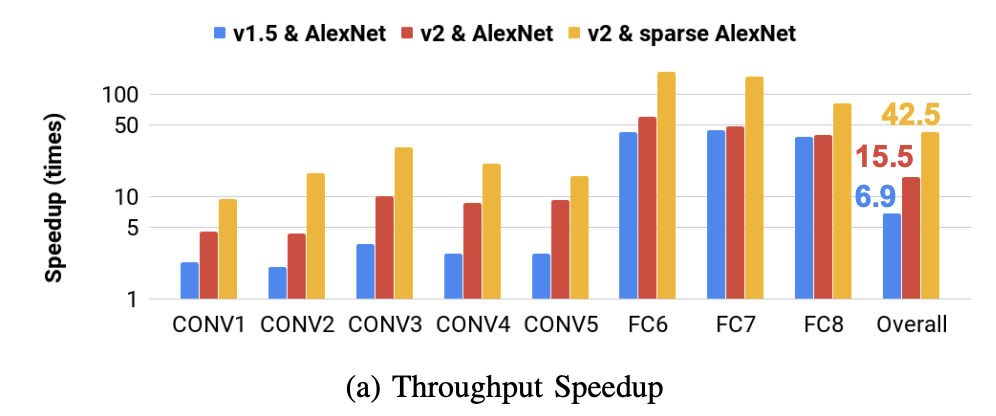 v1.5 & AlexNet v2 & AlexNet v2 & sparse AlexNet
Speedup (times)
100
50
10
5
1
42.5
15.5
6.9
CONV1 CONV2 CONV3 CONV4 CONV5 FC6 FC7 FC8 Overall
(a) Throughput Speedup